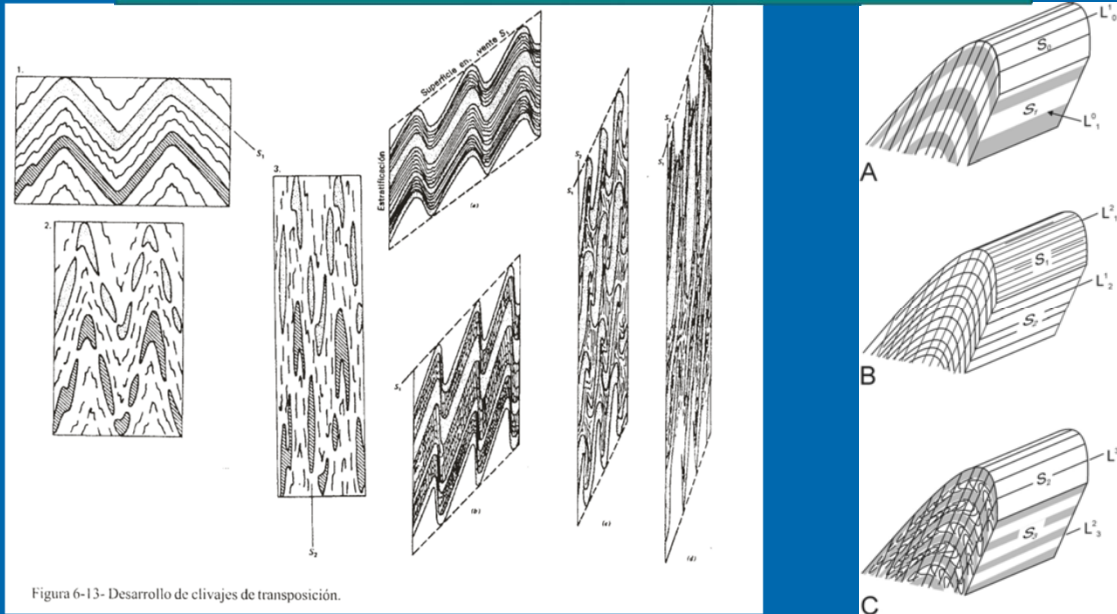 1.
S₁
2.
3.
S₂
Figura 6-13- Desarrollo de clivajes de transposición.
Superficie S₁
Estratificación
(a)
S₁
(b)
S₂
S₁
(c)
S₂
S₁
(d)
S₀
L¹₀
S₁
L⁰₁
A
S₁
L²₁
S₂
L¹₂
B
S₂
S₃
L²₃
C